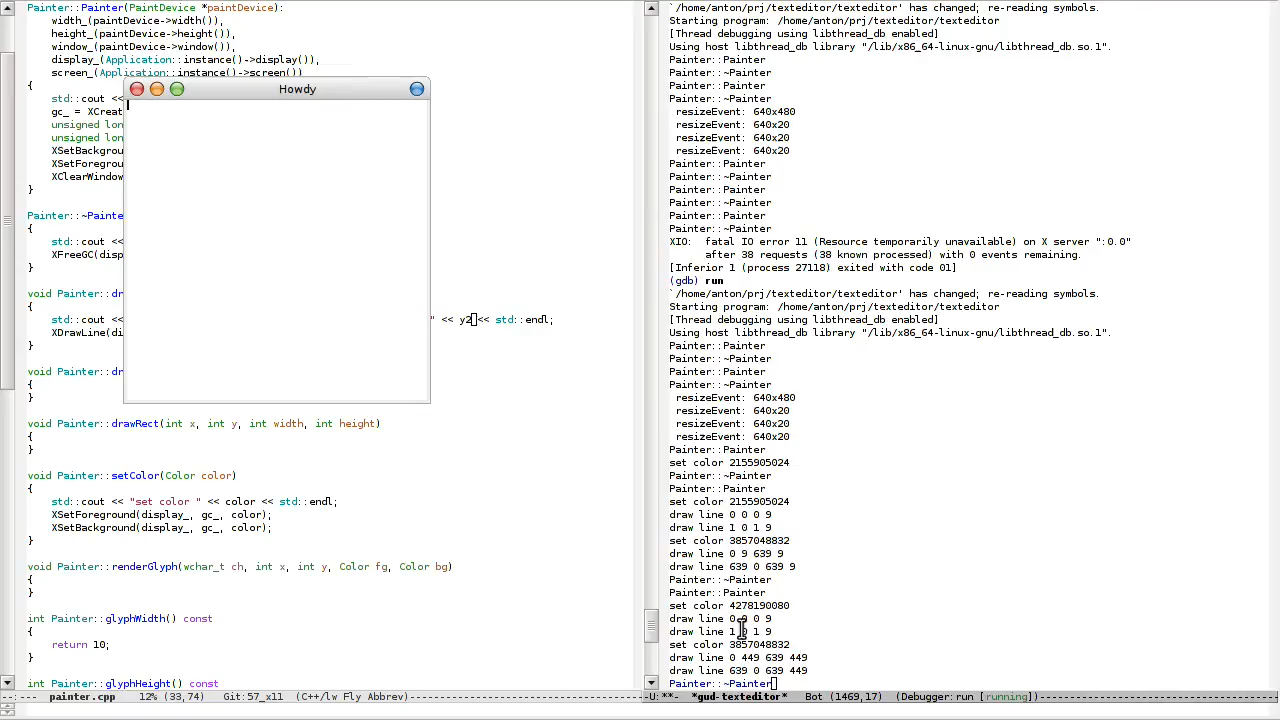 Painter::Painter(PaintDevice *paintDevice):
width_(paintDevice->width()),
height_(paintDevice->height()),
window_(paintDevice->window()),
display_(Application::instance()->display()),
screen_(Application::instance()->screen())
{
std::cout <<
gc_ = XCreat
unsigned lon
unsigned lon
XSetBackgrou
XSetForegrou
XClearWindow
}
Painter::~Painte
{
std::cout <<
XFreeGC(disp
}
void Painter::dr
{
std::cout << " << y2 << std::endl;
XDrawLine(di
}
void Painter::dr
{
}
void Painter::drawRect(int x, int y, int width, int height)
{
}
void Painter::setColor(Color color)
{
std::cout << "set color " << color << std::endl;
XSetForeground(display_, gc_, color);
XSetBackground(display_, gc_, color);
}
void Painter::renderGlyph(wchar_t ch, int x, int y, Color fg, Color bg)
{
}
int Painter::glyphWidth() const
{
return 10;
}
int Painter::glyphHeight() const
-:--- painter.cpp 12% (33,74) Git:57_x11 (C++/lw Fly Abbrev)
Howdy
`/home/anton/prj/texteditor/texteditor' has changed; re-reading symbols.
Starting program: /home/anton/prj/texteditor/texteditor
[Thread debugging using libthread_db enabled]
Using host libthread_db library "/lib/x86_64-linux-gnu/libthread_db.so.1".
Painter::Painter
Painter::~Painter
Painter::Painter
Painter::~Painter
resizeEvent: 640x480
resizeEvent: 640x20
resizeEvent: 640x20
resizeEvent: 640x20
Painter::Painter
Painter::~Painter
Painter::Painter
Painter::~Painter
Painter::Painter
Painter::~Painter
XIO: fatal IO error 11 (Resource temporarily unavailable) on X server ":0.0"
after 38 requests (38 known processed) with 0 events remaining.
[Inferior 1 (process 27118) exited with code 01]
(gdb) run
`/home/anton/prj/texteditor/texteditor' has changed; re-reading symbols.
Starting program: /home/anton/prj/texteditor/texteditor
[Thread debugging using libthread_db enabled]
Using host libthread_db library "/lib/x86_64-linux-gnu/libthread_db.so.1".
Painter::Painter
Painter::~Painter
Painter::Painter
Painter::~Painter
resizeEvent: 640x480
resizeEvent: 640x20
resizeEvent: 640x20
resizeEvent: 640x20
Painter::Painter
set color 2155905024
Painter::~Painter
Painter::Painter
set color 2155905024
draw line 0 0 0 9
draw line 1 0 1 9
set color 3857048832
draw line 0 9 639 9
draw line 639 0 639 9
Painter::~Painter
Painter::Painter
set color 4278190080
draw line 0 0 0 9
draw line 1 0 1 9
set color 3857048832
draw line 0 449 639 449
draw line 639 0 639 449
Painter::~Painter
-U:**- *gud-texteditor* Bot (1469,17) (Debugger:run [running])